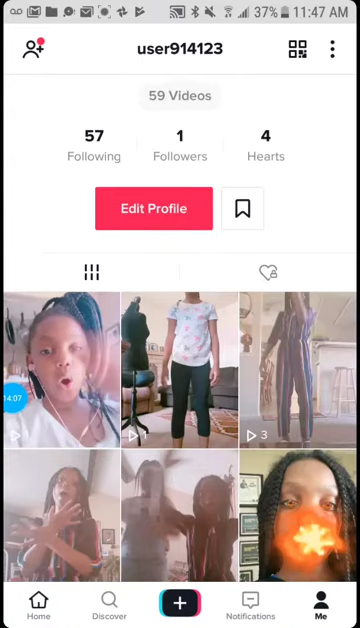 37% 11:47 AM
user914123
59 Videos
57 1 4
Following Followers Hearts
Edit Profile
14:07
1 3
Home Discover Notifications Me